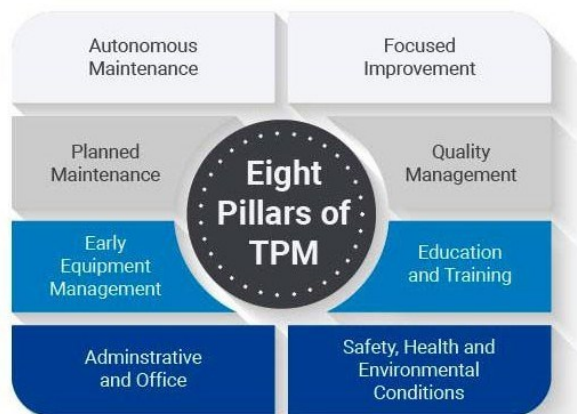 Autonomous
Maintenance
Focused
Improvement
Planned
Maintenance
Eight
Pillars of
TPM
Quality
Management
Early
Equipment
Management
Education
and Training
Adminstrative
and Office
Safety, Health and
Environmental
Conditions